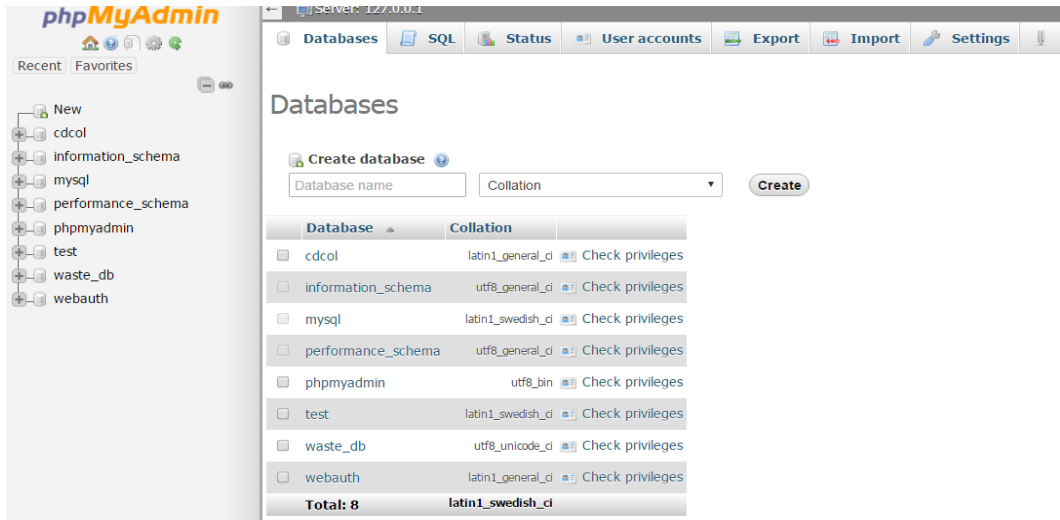 phpMyAdmin
Recent Favorites
New
cdcol
information_schema
mysql
performance_schema
phpmyadmin
test
waste_db
webauth
Server: 127.0.0.1
Databases SQL Status User accounts Export Import Settings
Databases
Create database
Database name Collation Create
Database Collation
cdcol latin1_general_ci Check privileges
information_schema utf8_general_ci Check privileges
mysql latin1_swedish_ci Check privileges
performance_schema utf8_general_ci Check privileges
phpmyadmin utf8_bin Check privileges
test latin1_swedish_ci Check privileges
waste_db utf8_unicode_ci Check privileges
webauth latin1_general_ci Check privileges
Total: 8 latin1_swedish_ci